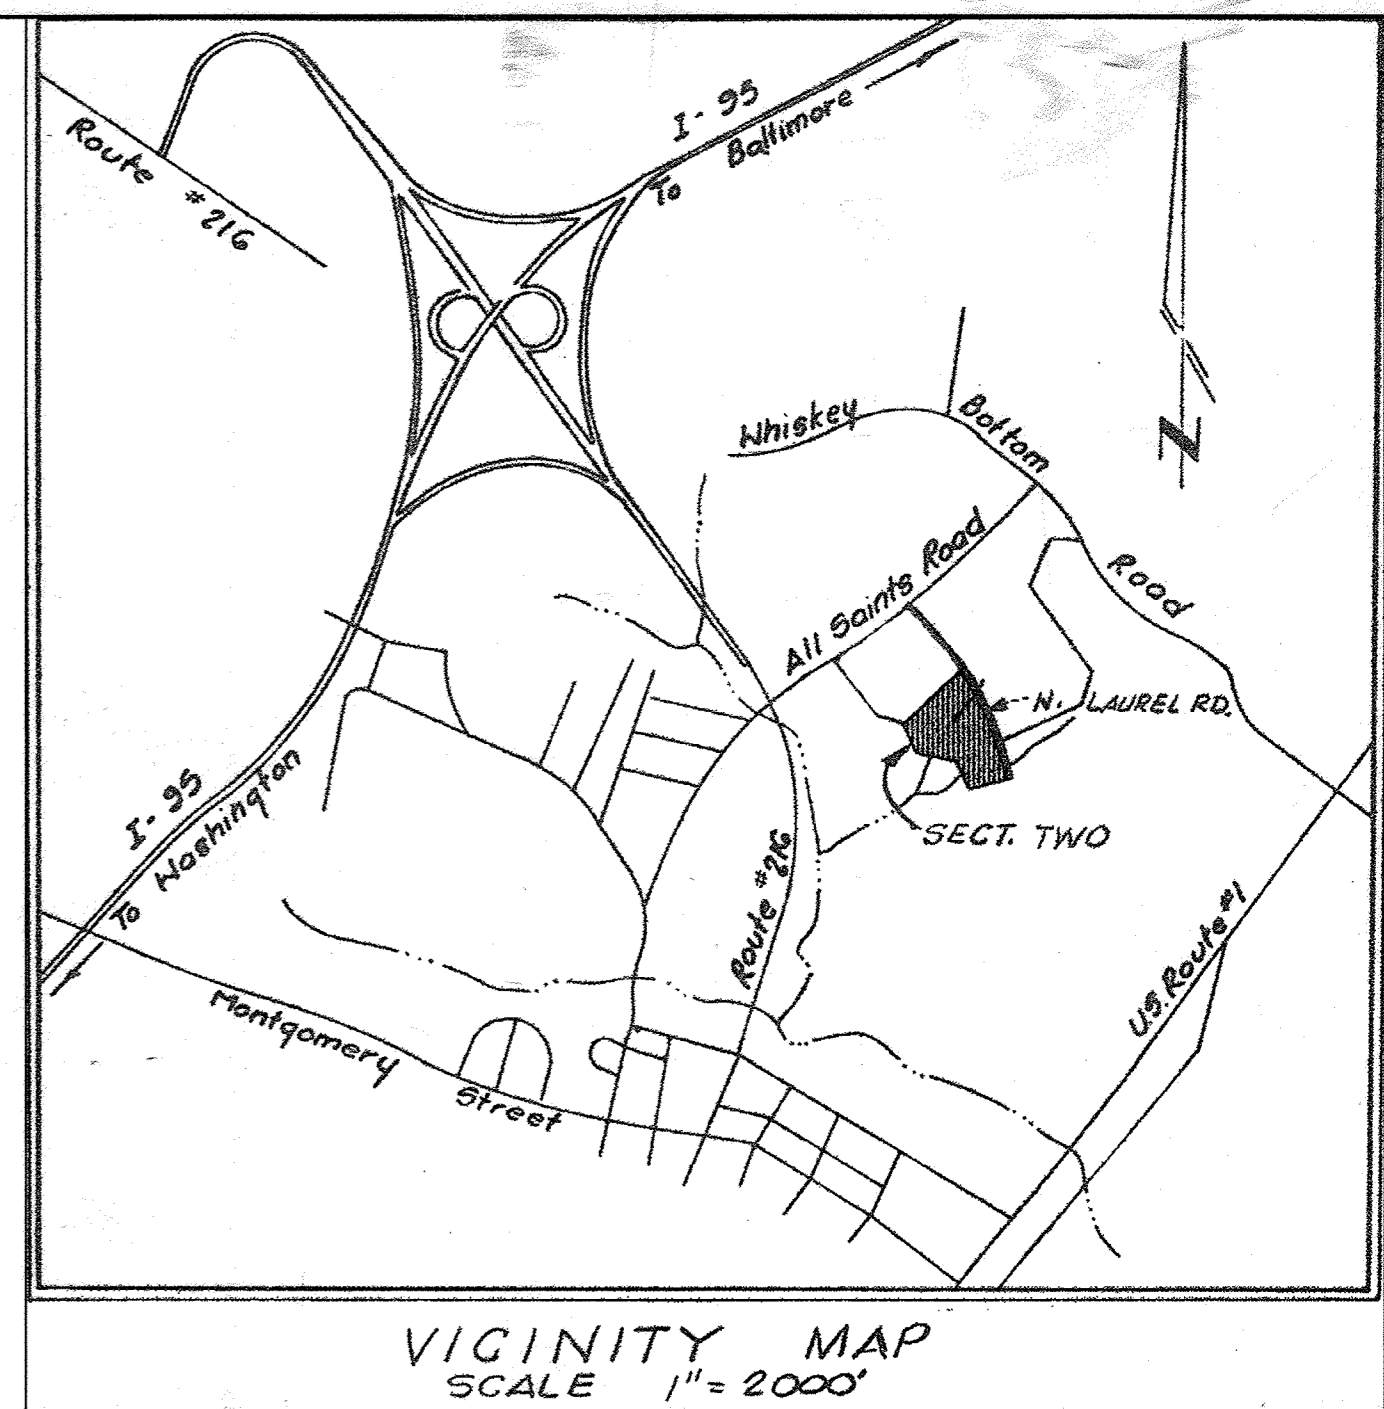 I-95
To Baltimore
Route #216
Whiskey Bottom Road
N
All Saints Road
N. LAUREL RD.
SECT. TWO
I-95
To Washington
Route #216
U.S. Route #1
Montgomery Street
VICINITY MAP
SCALE 1"= 2000'